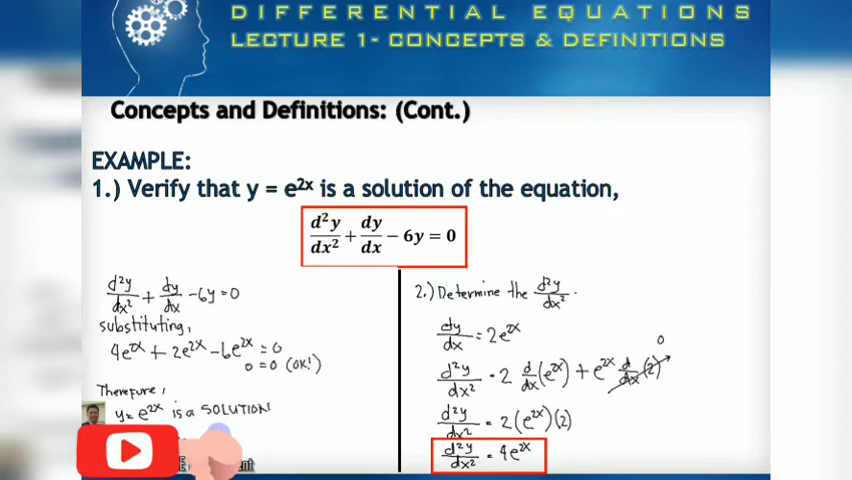 DIFFERENTIAL EQUATIONS
LECTURE 1- CONCEPTS & DEFINITIONS
Concepts and Definitions: (Cont.)
EXAMPLE:
1.) Verify that y = e²ˣ is a solution of the equation,
d²y/dx² + dy/dx − 6y = 0
d²y/dx² + dy/dx - 6y = 0
substituting,
4e²ˣ + 2e²ˣ - 6e²ˣ = 0
0 = 0 (OK!)
Therefore,
y = e²ˣ is a SOLUTION
2.) Determine the d²y/dx².
dy/dx = 2e²ˣ
d²y/dx² = 2 d/dx(e²ˣ) + e²ˣ d/dx(2) 0
d²y/dx² = 2(e²ˣ)(2)
d²y/dx² = 4e²ˣ